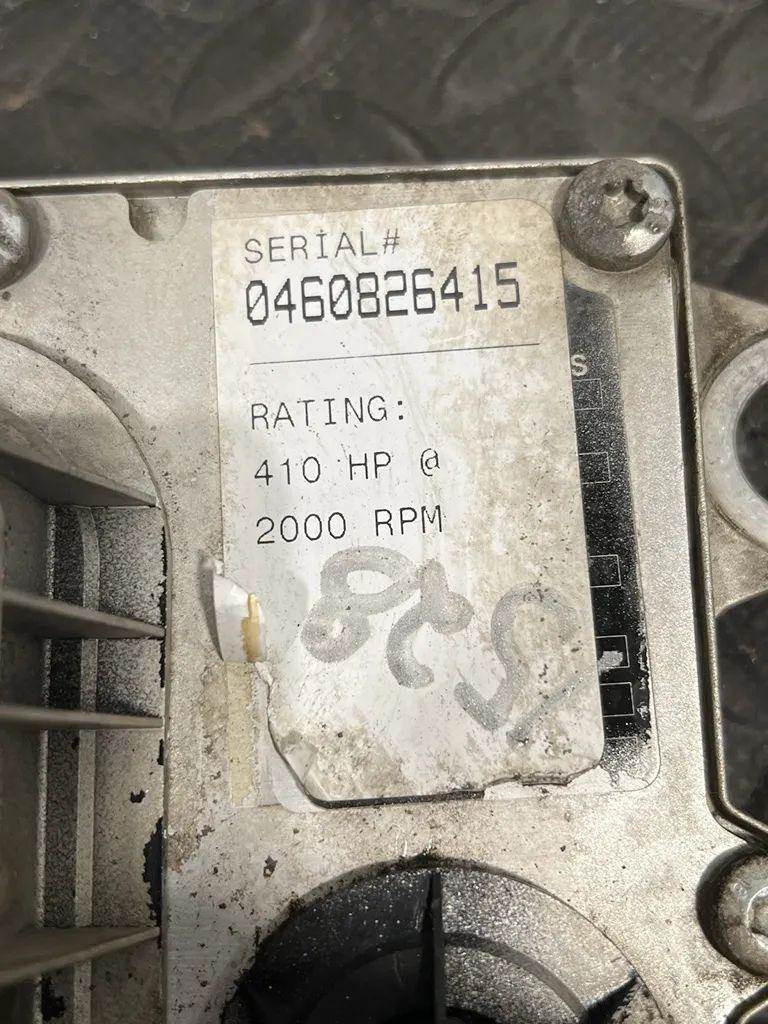 SERIAL#
0460826415
S
RATING:
410 HP @
2000 RPM